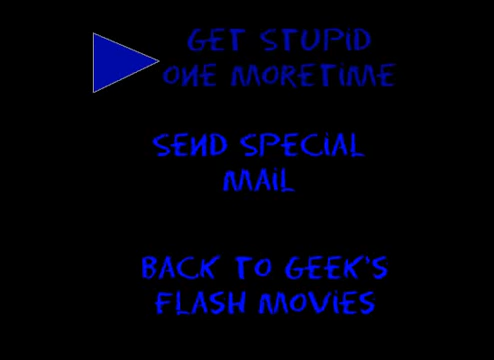 GET STUPiD
ONE MORETiME
SEND SPECiAL
MAiL
BACK TO GEEK'S
FLASH MOViES